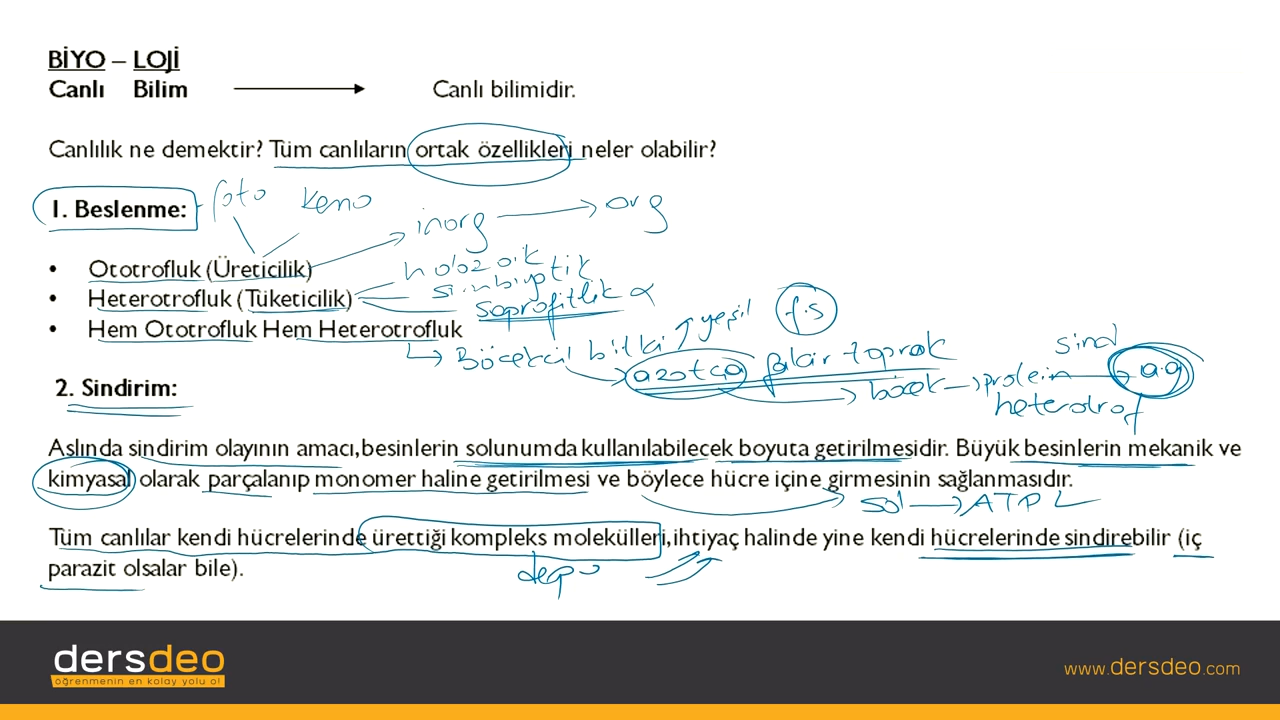 BİYO – LOJİ
Canlı Bilim → Canlı bilimidir.
Canlılık ne demektir? Tüm canlıların ortak özellikleri neler olabilir?
foto kemo
1. Beslenme:
inorg → org
• Ototrofluk (Üreticilik)
holozoik
simbiyotik
• Heterotrofluk (Tüketicilik)
saprofitlik
• Hem Ototrofluk Hem Heterotrofluk
yeşil f.s
Böcekcil bitki
azotça fakir toprak
böcek → protein → a.a
sind
heterotrof
2. Sindirim:
Aslında sindirim olayının amacı,besinlerin solunumda kullanılabilecek boyuta getirilmesidir. Büyük besinlerin mekanik ve
kimyasal olarak parçalanıp monomer haline getirilmesi ve böylece hücre içine girmesinin sağlanmasıdır.
sol → ATP
Tüm canlılar kendi hücrelerinde ürettiği kompleks molekülleri,ihtiyaç halinde yine kendi hücrelerinde sindirebilir (iç
parazit olsalar bile).
depo
dersdeo
öğrenmenin en kolay yolu o!
www.dersdeo.com